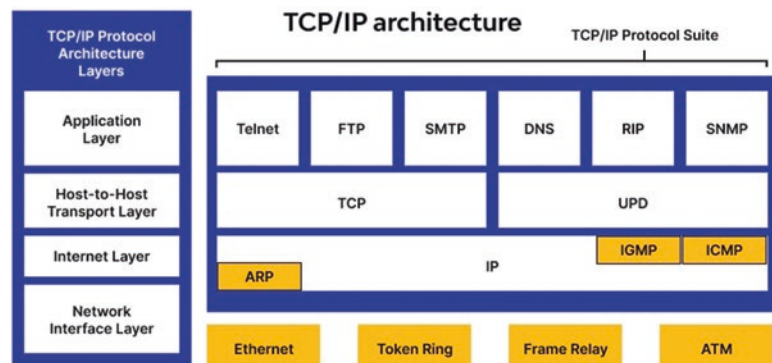 TCP/IP architecture
TCP/IP Protocol
Architecture
Layers
TCP/IP Protocol Suite
Application
Layer
Telnet
FTP
SMTP
DNS
RIP
SNMP
Host-to-Host
Transport Layer
TCP
UPD
Internet Layer
IP
IGMP
ICMP
ARP
Network
Interface Layer
Ethernet
Token Ring
Frame Relay
ATM